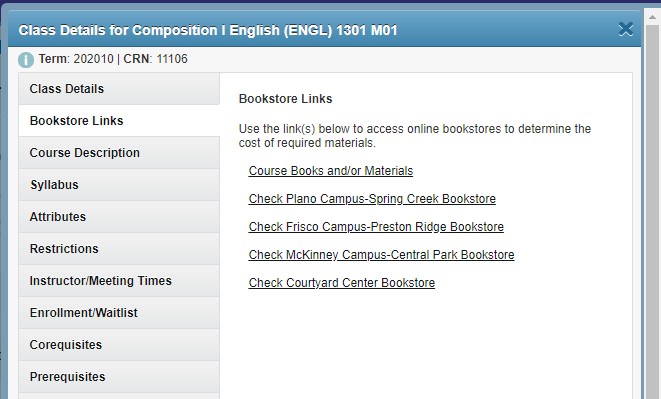 Class Details for Composition I English (ENGL) 1301 M01
Term: 202010 | CRN: 11106
Class Details
Bookstore Links
Course Description
Syllabus
Attributes
Restrictions
Instructor/Meeting Times
Enrollment/Waitlist
Corequisites
Prerequisites
Bookstore Links
Use the link(s) below to access online bookstores to determine the
cost of required materials.
Course Books and/or Materials
Check Plano Campus-Spring Creek Bookstore
Check Frisco Campus-Preston Ridge Bookstore
Check McKinney Campus-Central Park Bookstore
Check Courtyard Center Bookstore